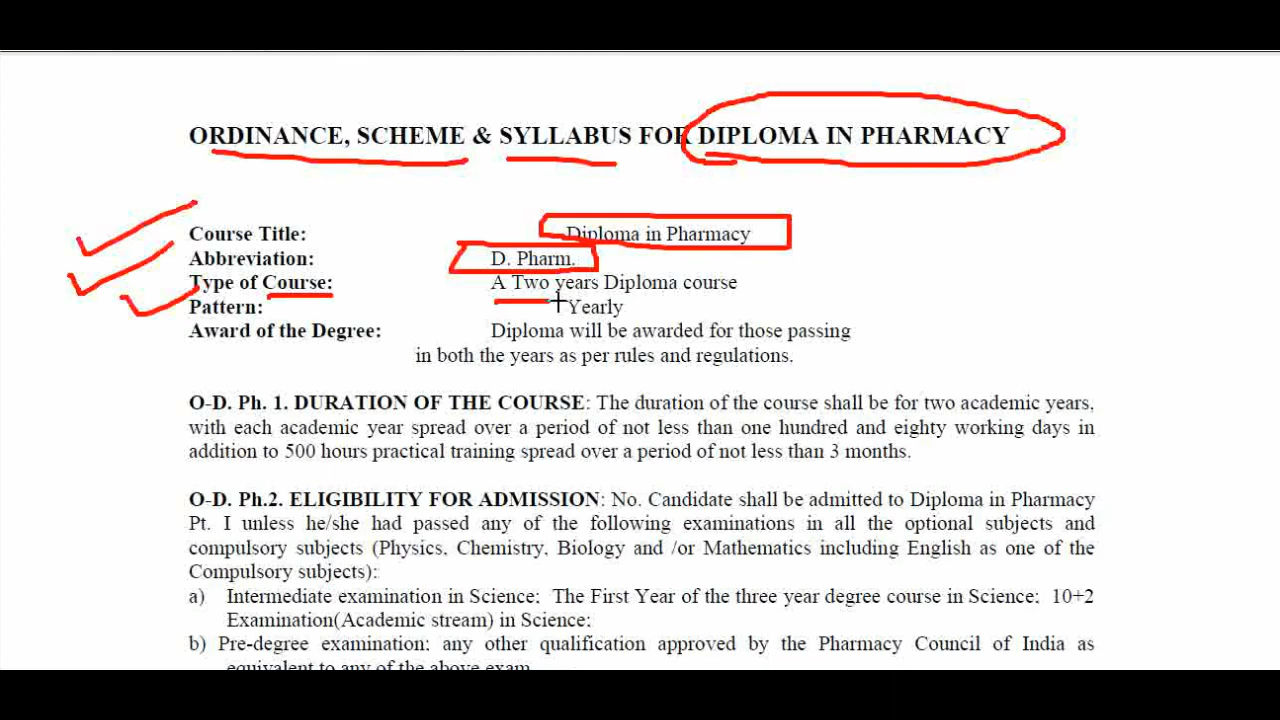 ORDINANCE, SCHEME & SYLLABUS FOR DIPLOMA IN PHARMACY
Course Title: Diploma in Pharmacy
Abbreviation: D. Pharm.
Type of Course: A Two years Diploma course
Pattern: Yearly
Award of the Degree: Diploma will be awarded for those passing
in both the years as per rules and regulations.
O-D. Ph. 1. DURATION OF THE COURSE: The duration of the course shall be for two academic years,
with each academic year spread over a period of not less than one hundred and eighty working days in
addition to 500 hours practical training spread over a period of not less than 3 months.
O-D. Ph.2. ELIGIBILITY FOR ADMISSION: No. Candidate shall be admitted to Diploma in Pharmacy
Pt. I unless he/she had passed any of the following examinations in all the optional subjects and
compulsory subjects (Physics, Chemistry, Biology and /or Mathematics including English as one of the
Compulsory subjects):
a) Intermediate examination in Science; The First Year of the three year degree course in Science; 10+2
Examination(Academic stream) in Science;
b) Pre-degree examination; any other qualification approved by the Pharmacy Council of India as
equivalent to any of the above exam